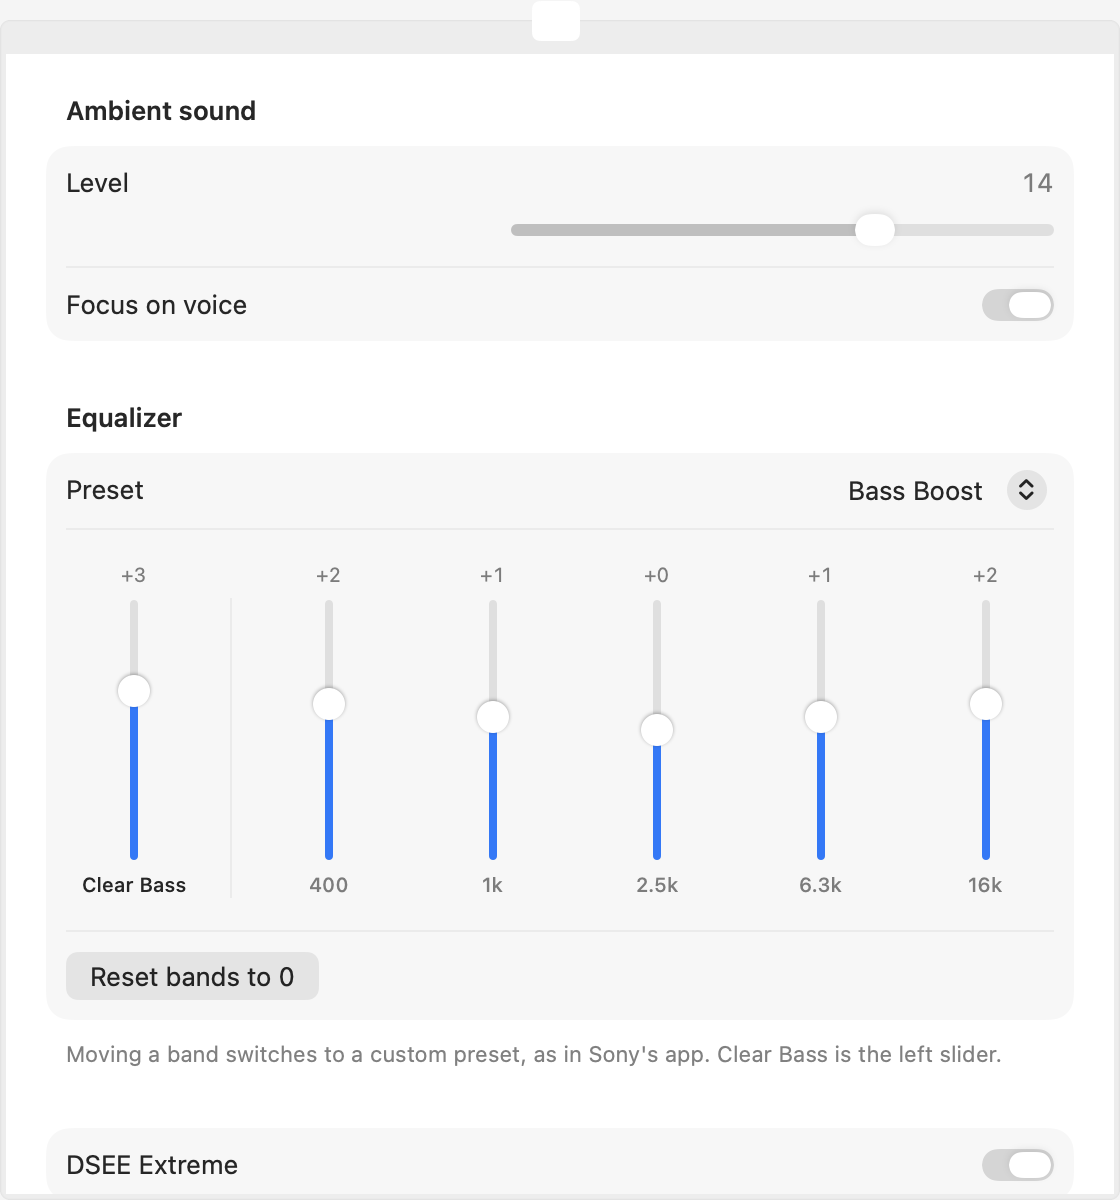 Ambient sound
Level 14
Focus on voice
Equalizer
Preset Bass Boost
+3 +2 +1 +0 +1 +2
Clear Bass 400 1k 2.5k 6.3k 16k
Reset bands to 0
Moving a band switches to a custom preset, as in Sony's app. Clear Bass is the left slider.
DSEE Extreme